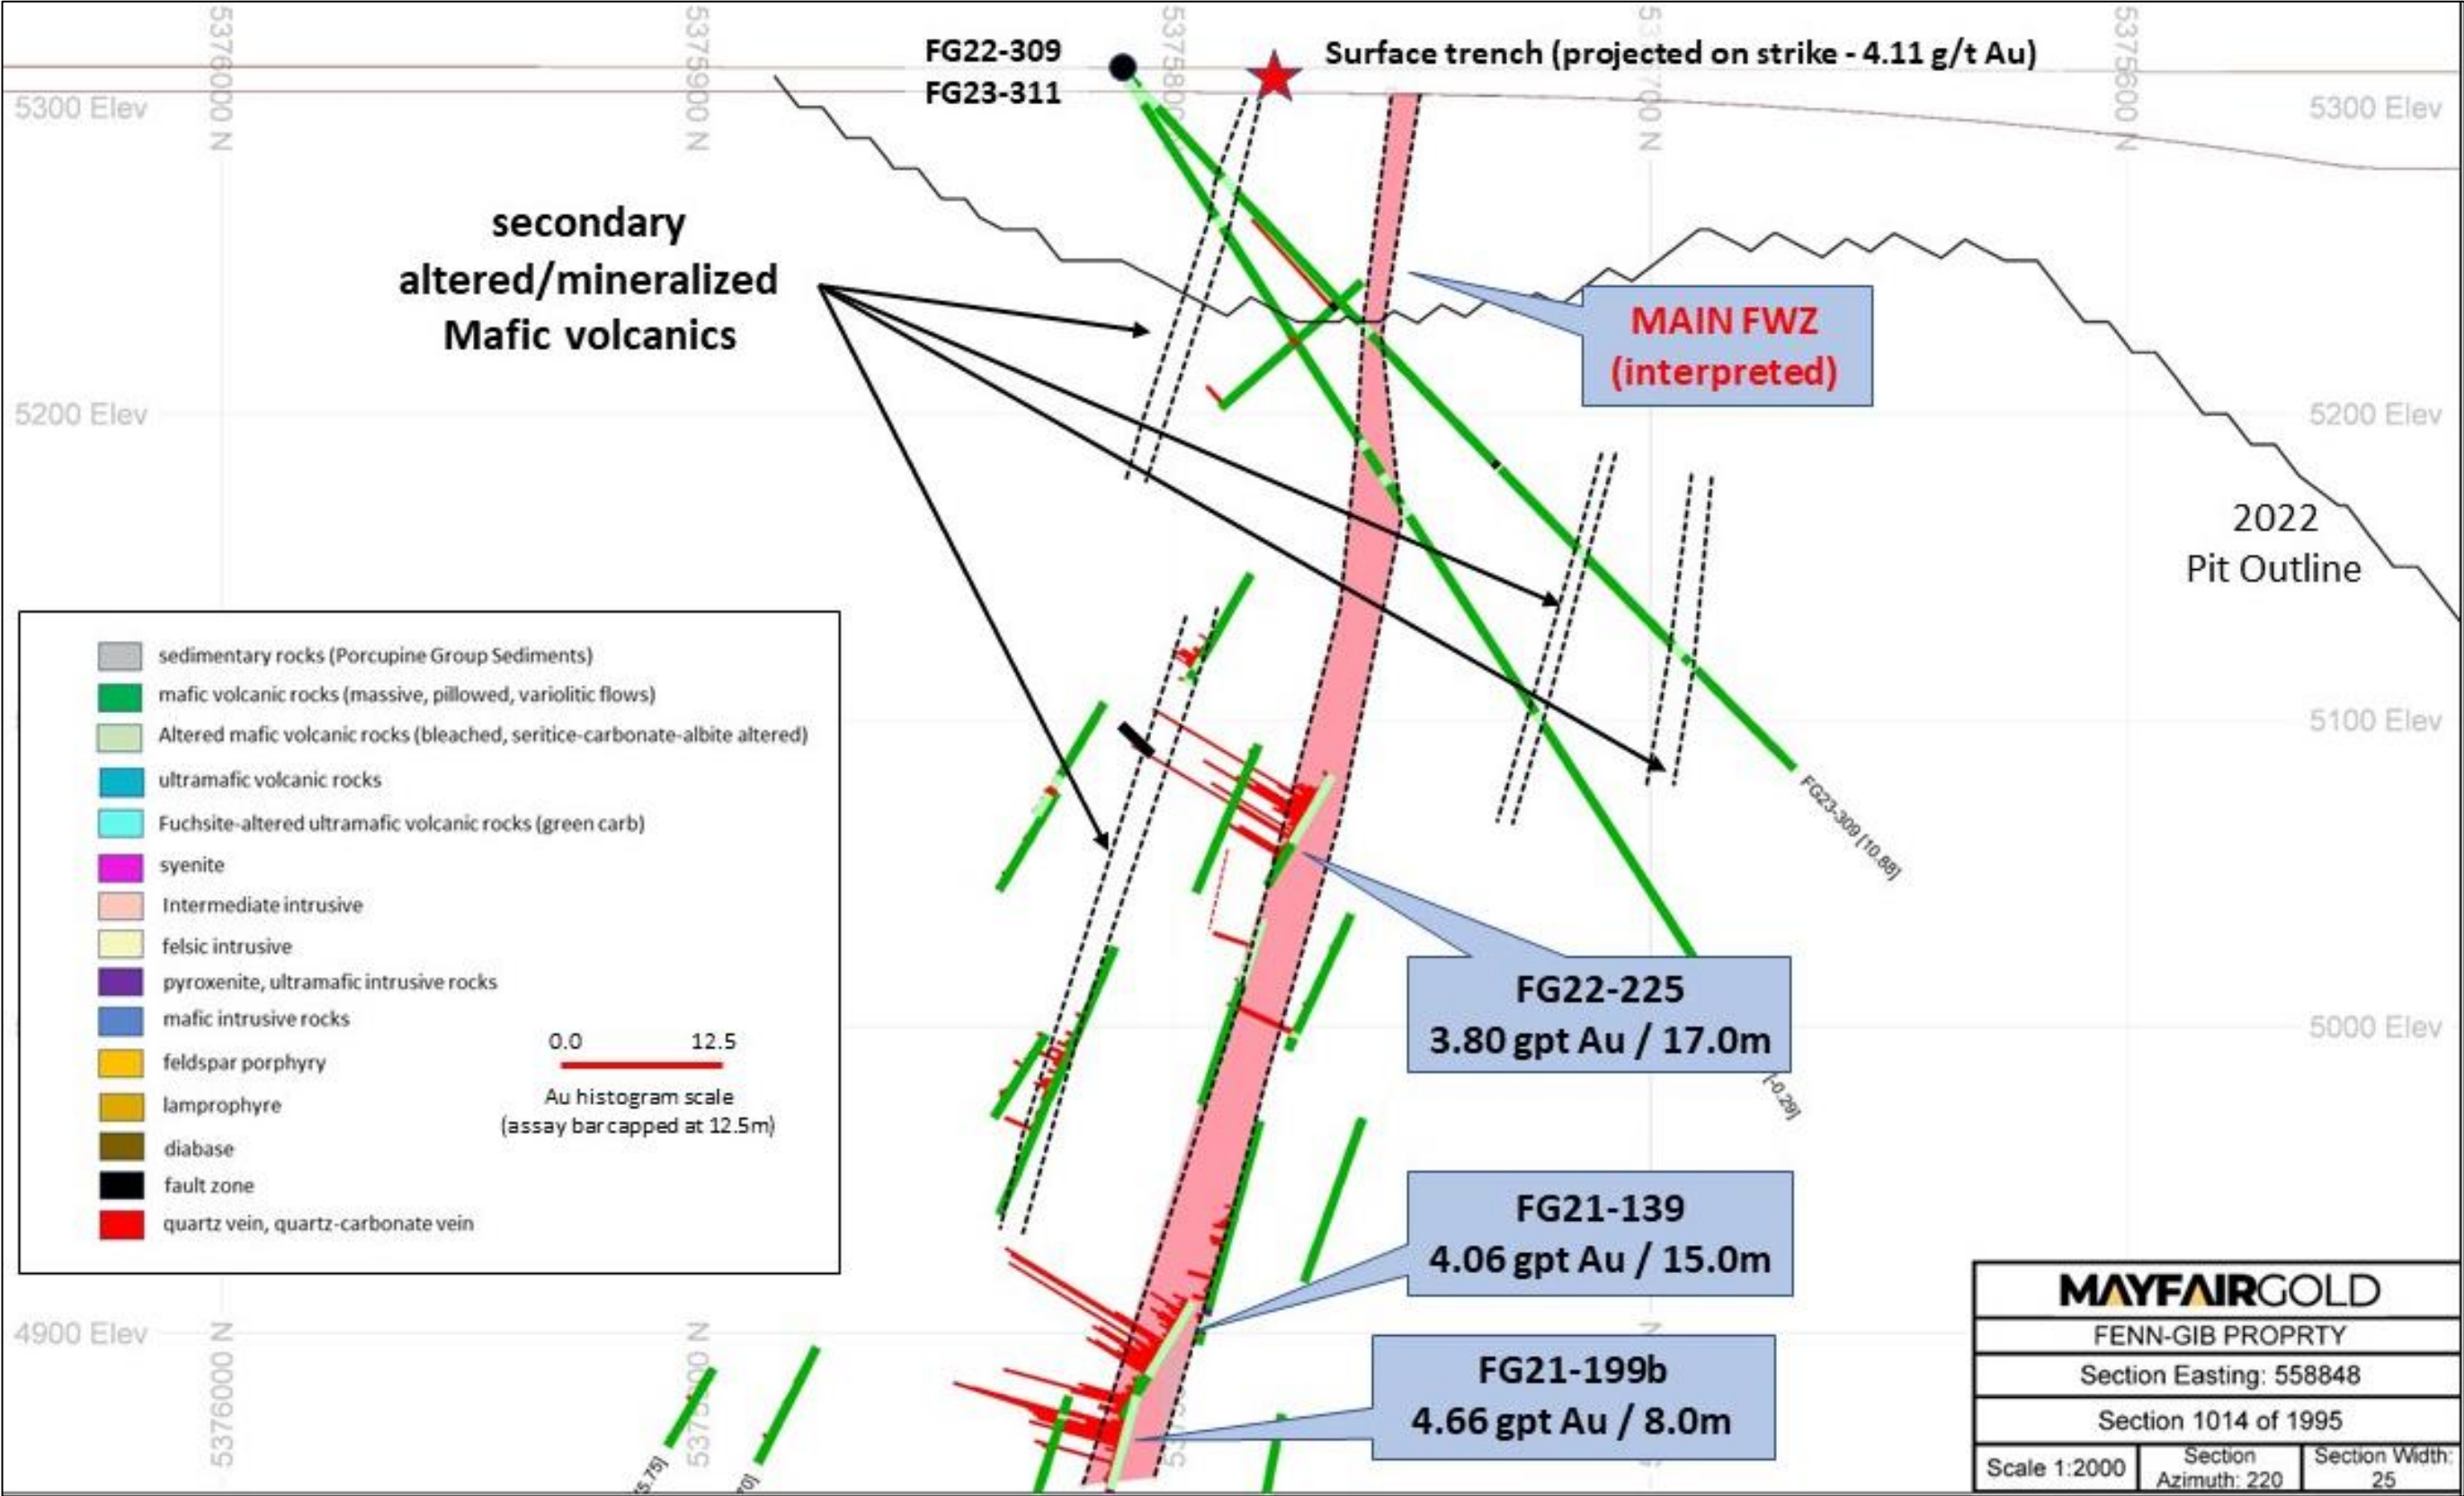 5376000 N
5375900 N
5375800
5375700 N
5375600 N
FG22-309
FG23-311
Surface trench (projected on strike - 4.11 g/t Au)
5300 Elev
5300 Elev
secondary
altered/mineralized
Mafic volcanics
MAIN FWZ
(interpreted)
5200 Elev
5200 Elev
2022
Pit Outline
sedimentary rocks (Porcupine Group Sediments)
mafic volcanic rocks (massive, pillowed, variolitic flows)
Altered mafic volcanic rocks (bleached, seritice-carbonate-albite altered)
ultramafic volcanic rocks
Fuchsite-altered ultramafic volcanic rocks (green carb)
syenite
Intermediate intrusive
felsic intrusive
pyroxenite, ultramafic intrusive rocks
mafic intrusive rocks
feldspar porphyry
lamprophyre
diabase
fault zone
quartz vein, quartz-carbonate vein
0.0 12.5
Au histogram scale
(assay bar capped at 12.5m)
5100 Elev
FG23-309 [10.88]
FG22-225
3.80 gpt Au / 17.0m
5000 Elev
[-0.29]
FG21-139
4.06 gpt Au / 15.0m
4900 Elev
FG21-199b
4.66 gpt Au / 8.0m
5376000 N
MAYFAIRGOLD
FENN-GIB PROPRTY
Section Easting: 558848
Section 1014 of 1995
Scale 1:2000
Section
Azimuth: 220
Section Width:
25